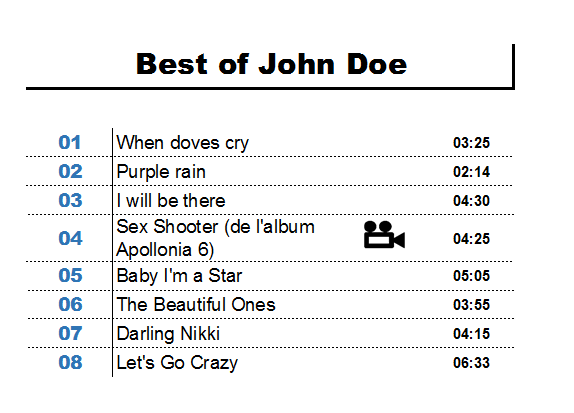 Best of John Doe
01 When doves cry 03:25
02 Purple rain 02:14
03 I will be there 04:30
04 Sex Shooter (de l'album
Apollonia 6) 04:25
05 Baby I'm a Star 05:05
06 The Beautiful Ones 03:55
07 Darling Nikki 04:15
08 Let's Go Crazy 06:33